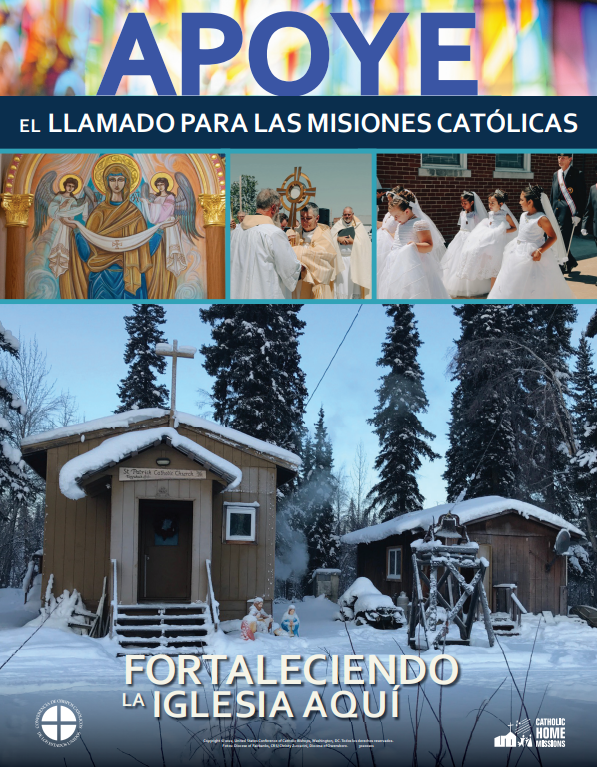 APOYE
EL LLAMADO PARA LAS MISIONES CATÓLICAS
St. Patrick Catholic Church
FORTALECIENDO
LA IGLESIA AQUÍ
CATHOLIC
HOME
MISSIONS